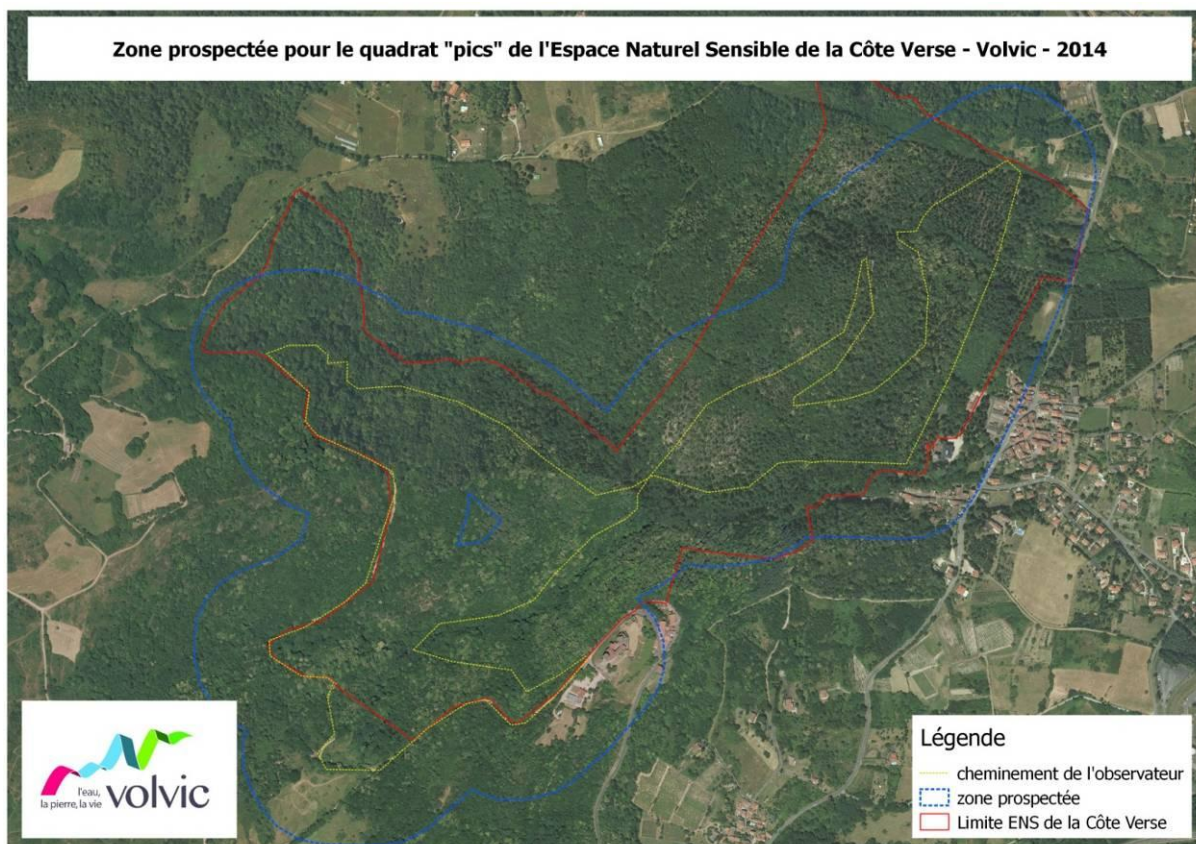 Zone prospectée pour le quadrat "pics" de l'Espace Naturel Sensible de la Côte Verse - Volvic - 2014
l'eau,
la pierre, la vie volvic
Légende
cheminement de l'observateur
zone prospectée
Limite ENS de la Côte Verse